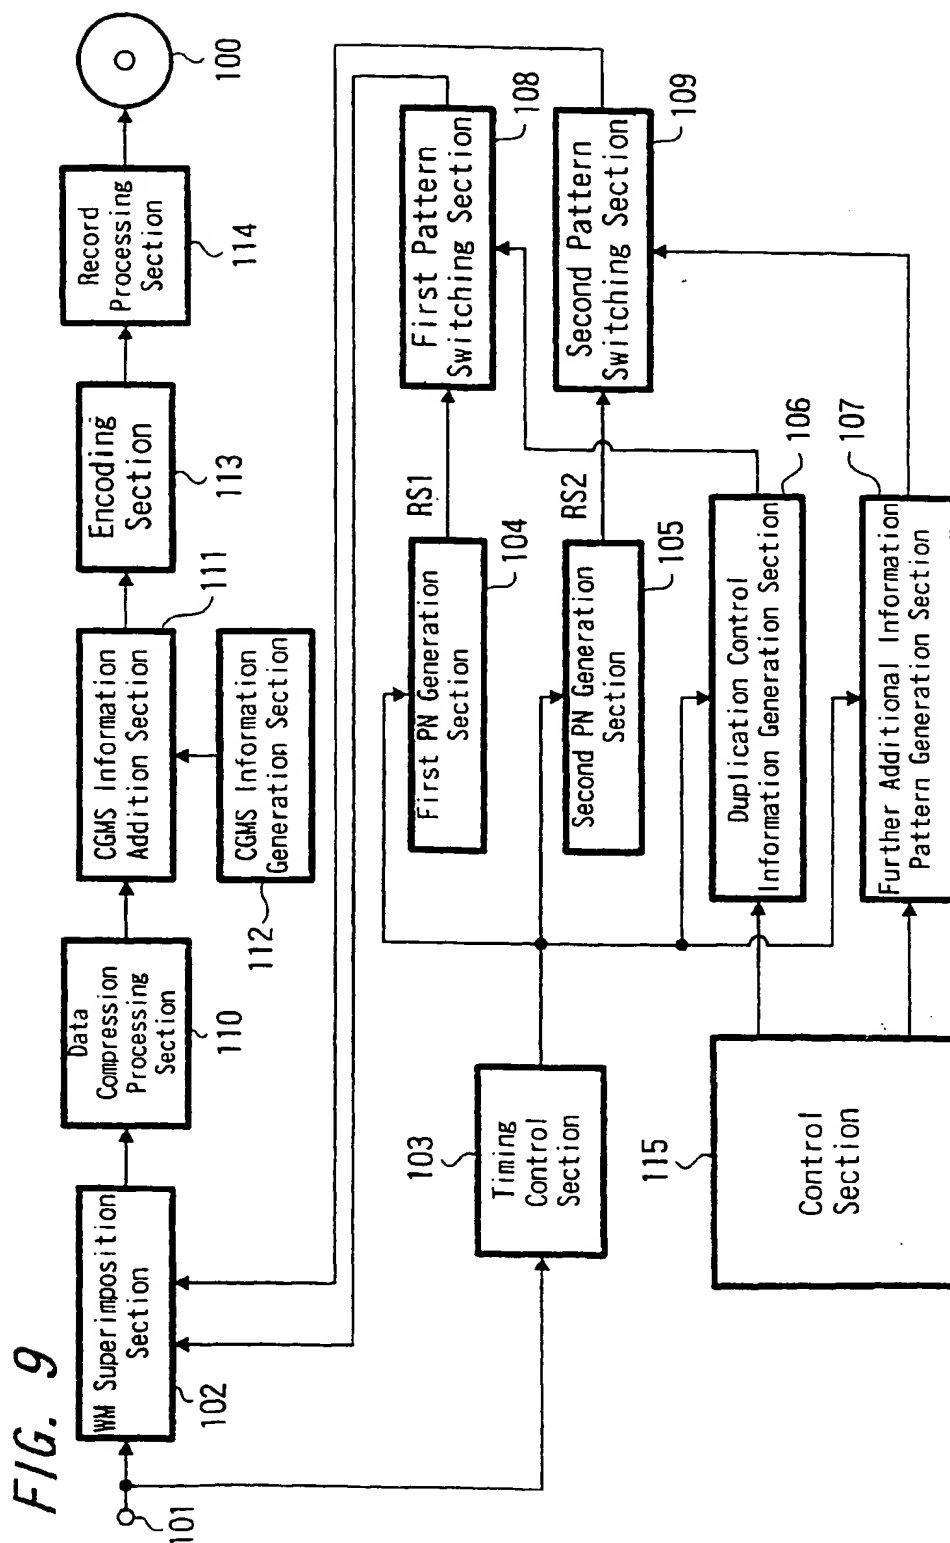 FIG. 9
101
WM Superimposition
Section
102
Data
Compression
Processing
Section
110
CGMS Information
Addition Section
111
CGMS Information
Generation Section
112
Encoding
Section
113
Record
Processing
Section
114
100
103
Timing
Control
Section
First PN Generation
Section
104
RS1
First Pattern
Switching Section
108
Second PN Generation
Section
105
RS2
Second Pattern
Switching Section
109
115
Control
Section
Duplication Control
Information Generation Section
106
Further Additional Information
Pattern Generation Section
107